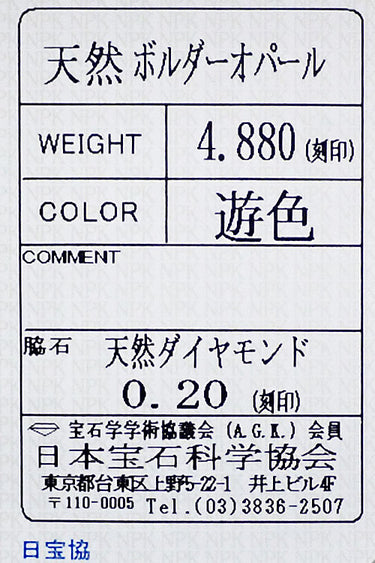 天然 ボルダーオパール
WEIGHT 4.880 (刻印)
COLOR 遊色
COMMENT
脇石 天然ダイヤモンド
0.20 (刻印)
宝石学学術協議会 (A.G.K.) 会員
日本宝石科学協会
東京都台東区上野5-22-1 井上ビル4F
〒110-0005 Tel.(03)3836-2507
日宝協